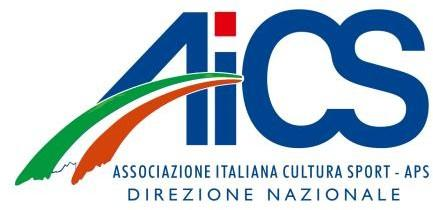 AiCS
ASSOCIAZIONE ITALIANA CULTURA SPORT - APS
DIREZIONE NAZIONALE